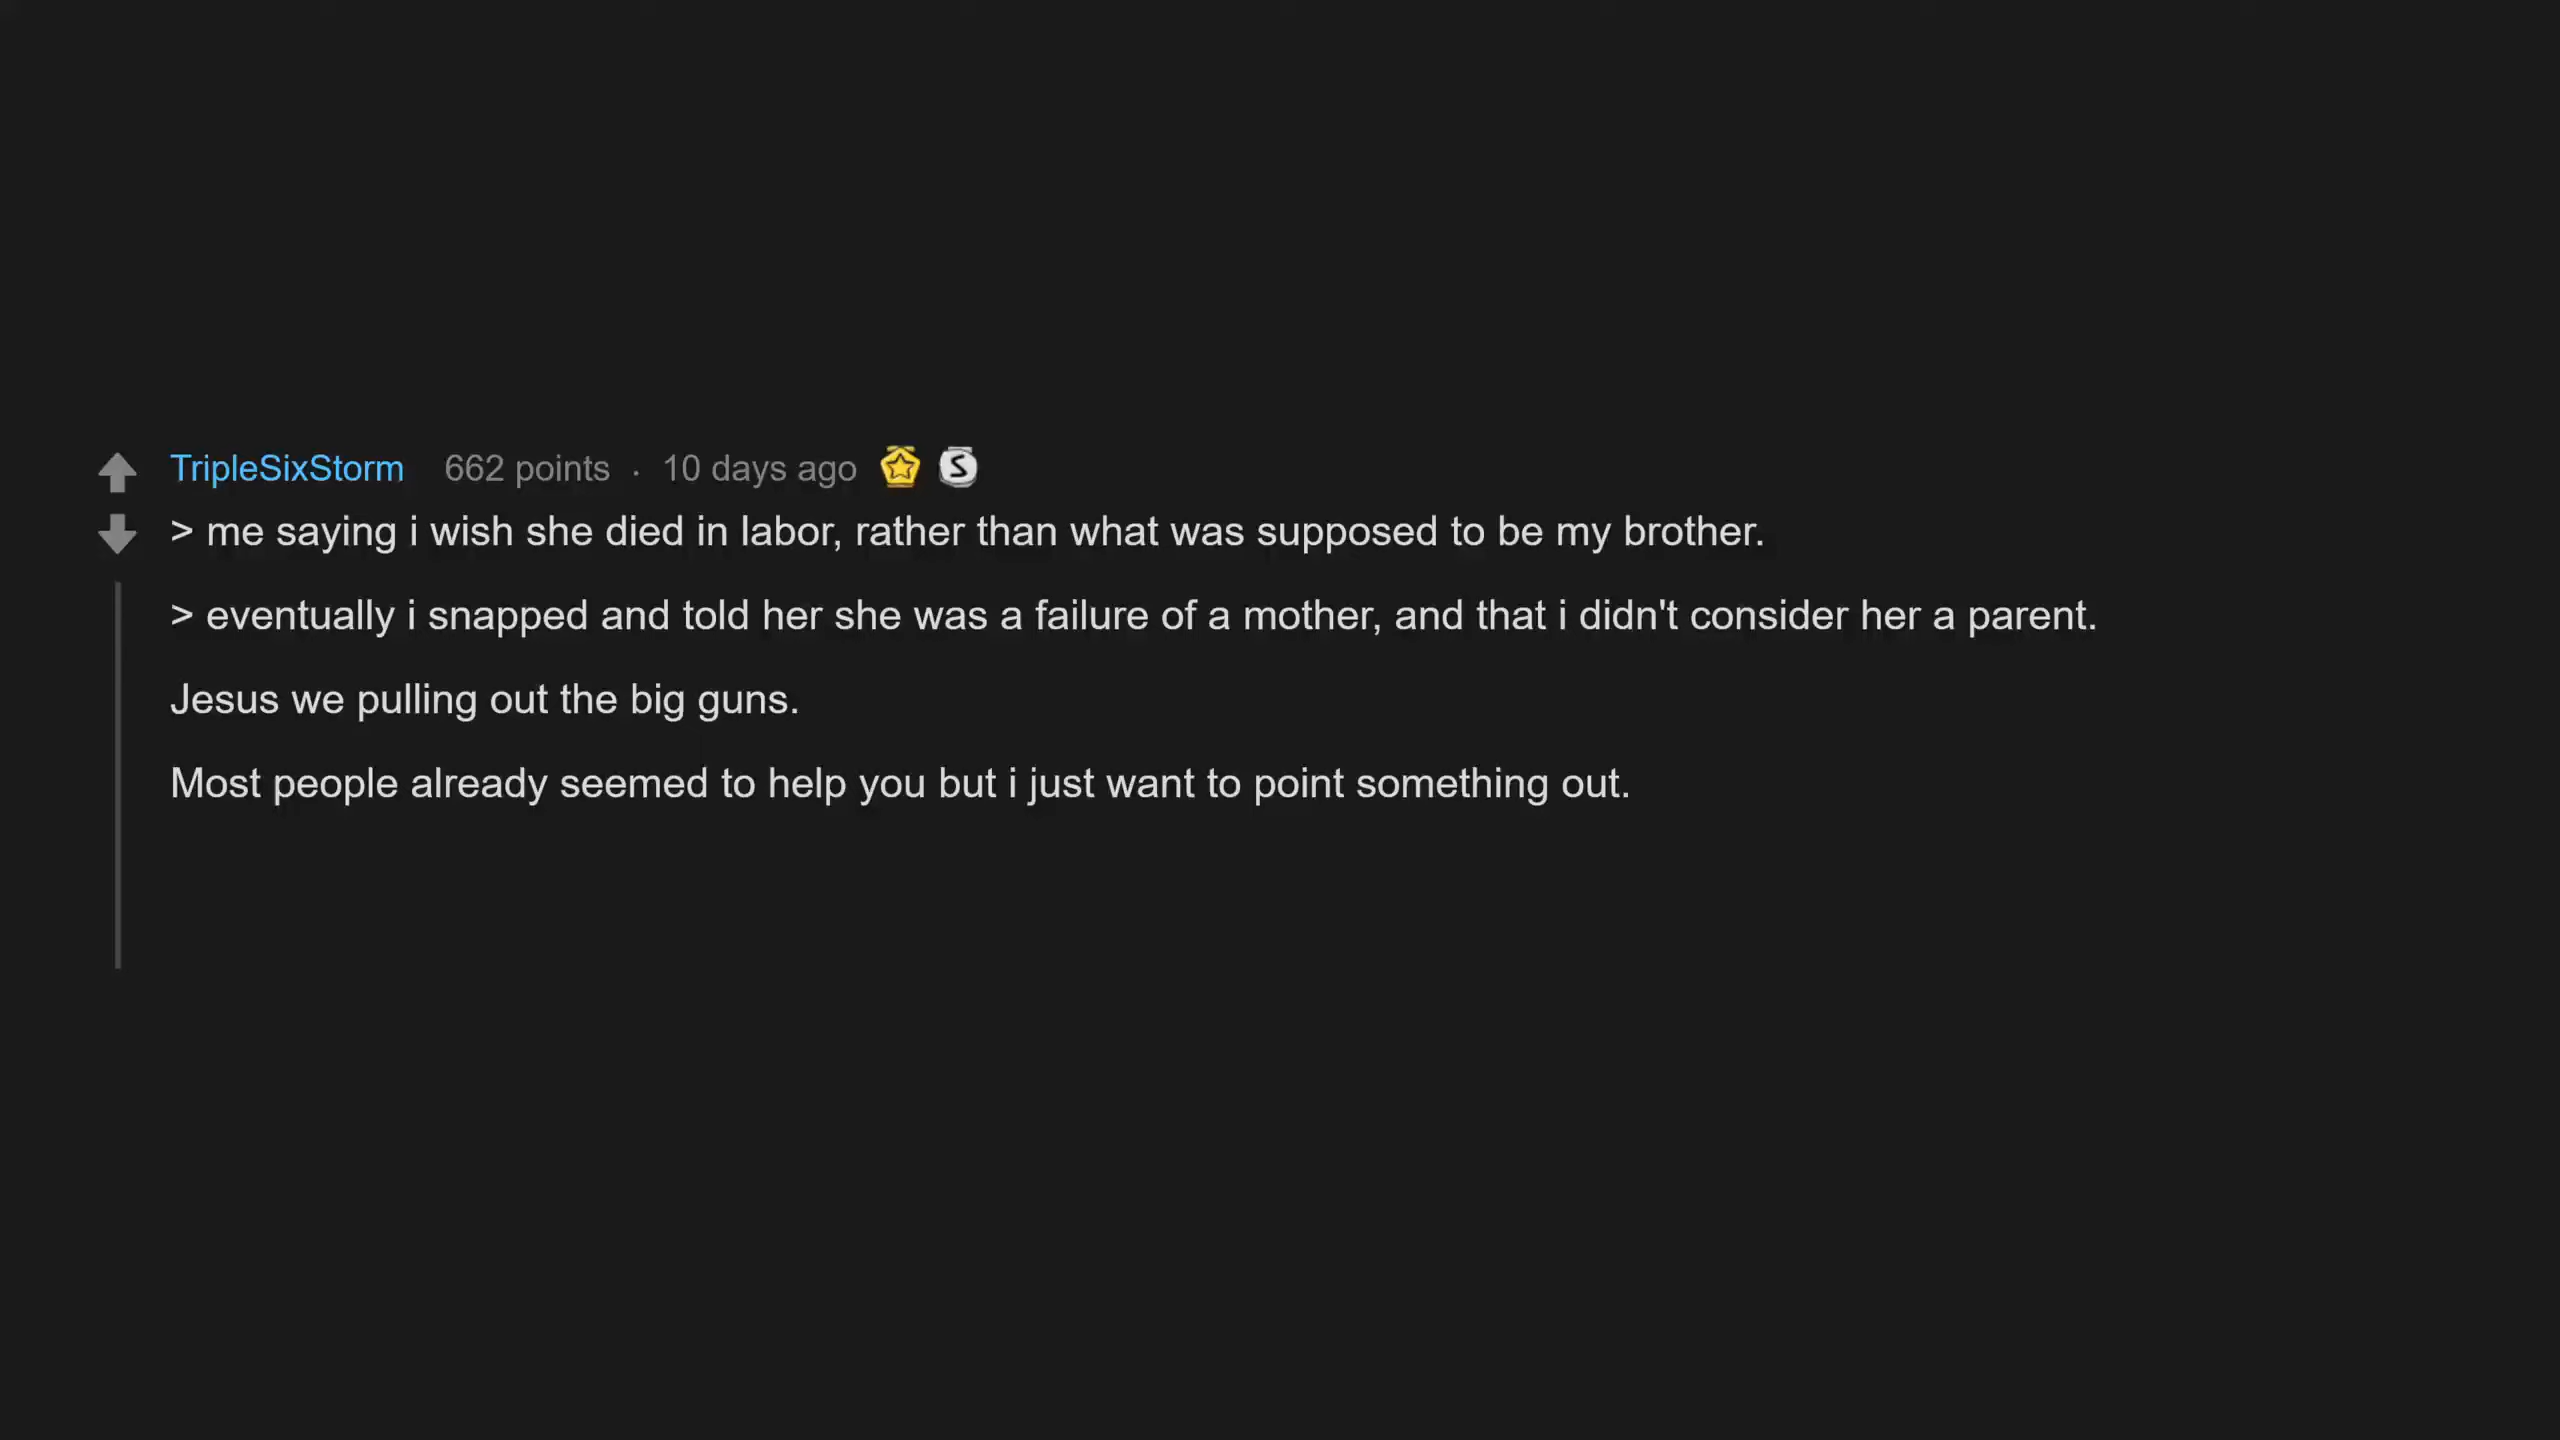 TripleSixStorm 662 points · 10 days ago S
> me saying i wish she died in labor, rather than what was supposed to be my brother.
> eventually i snapped and told her she was a failure of a mother, and that i didn't consider her a parent.
Jesus we pulling out the big guns.
Most people already seemed to help you but i just want to point something out.